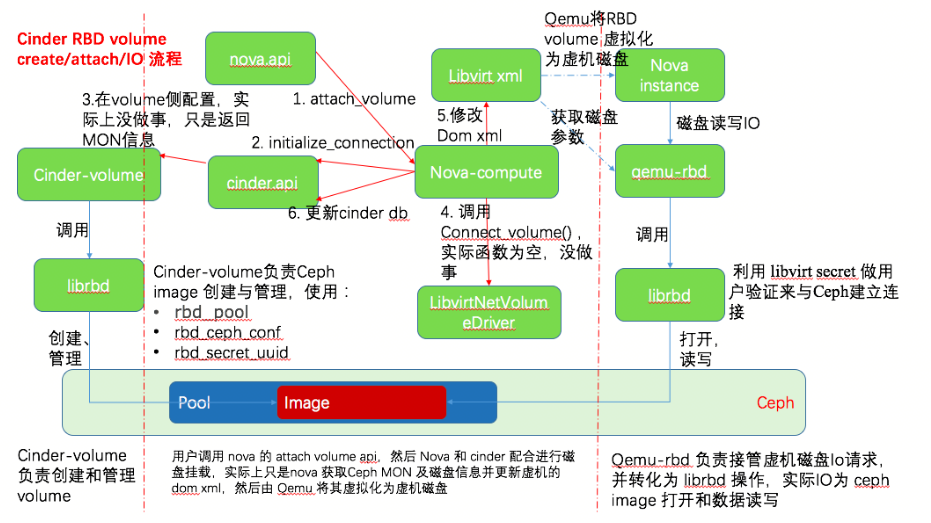 Cinder RBD volume
create/attach/IO 流程
nova.api
Libvirt xml
Qemu将RBD
volume 虚拟化
为虚机磁盘
Nova
instance
3.在volume侧配置，实
际上没做事，只是返回
MON信息
1. attach_volume
5.修改
Dom xml
获取磁盘
参数
磁盘读写IO
2. initialize_connection
Cinder-volume
cinder.api
Nova-compute
qemu-rbd
6. 更新cinder db
调用
4. 调用
Connect_volume() ，
实际函数为空，没做
事
调用
librbd
Cinder-volume负责Ceph
image 创建与管理，使用：
• rbd_pool
• rbd_ceph_conf
• rbd_secret_uuid
LibvirtNetVolum
eDriver
librbd
利用 libvirt secret 做用
户验证来与Ceph建立连
接
创建、
管理
打开，
读写
Pool
Image
Ceph
Cinder-volume
负责创建和管理
volume
用户调用 nova 的 attach volume api，然后 Nova 和 cinder 配合进行磁
盘挂载，实际上只是nova 获取Ceph MON 及磁盘信息并更新虚机的
dom xml，然后由 Qemu 将其虚拟化为虚机磁盘
Qemu-rbd 负责接管虚机磁盘Io请求，
并转化为 librbd 操作，实际IO为 ceph
image 打开和数据读写